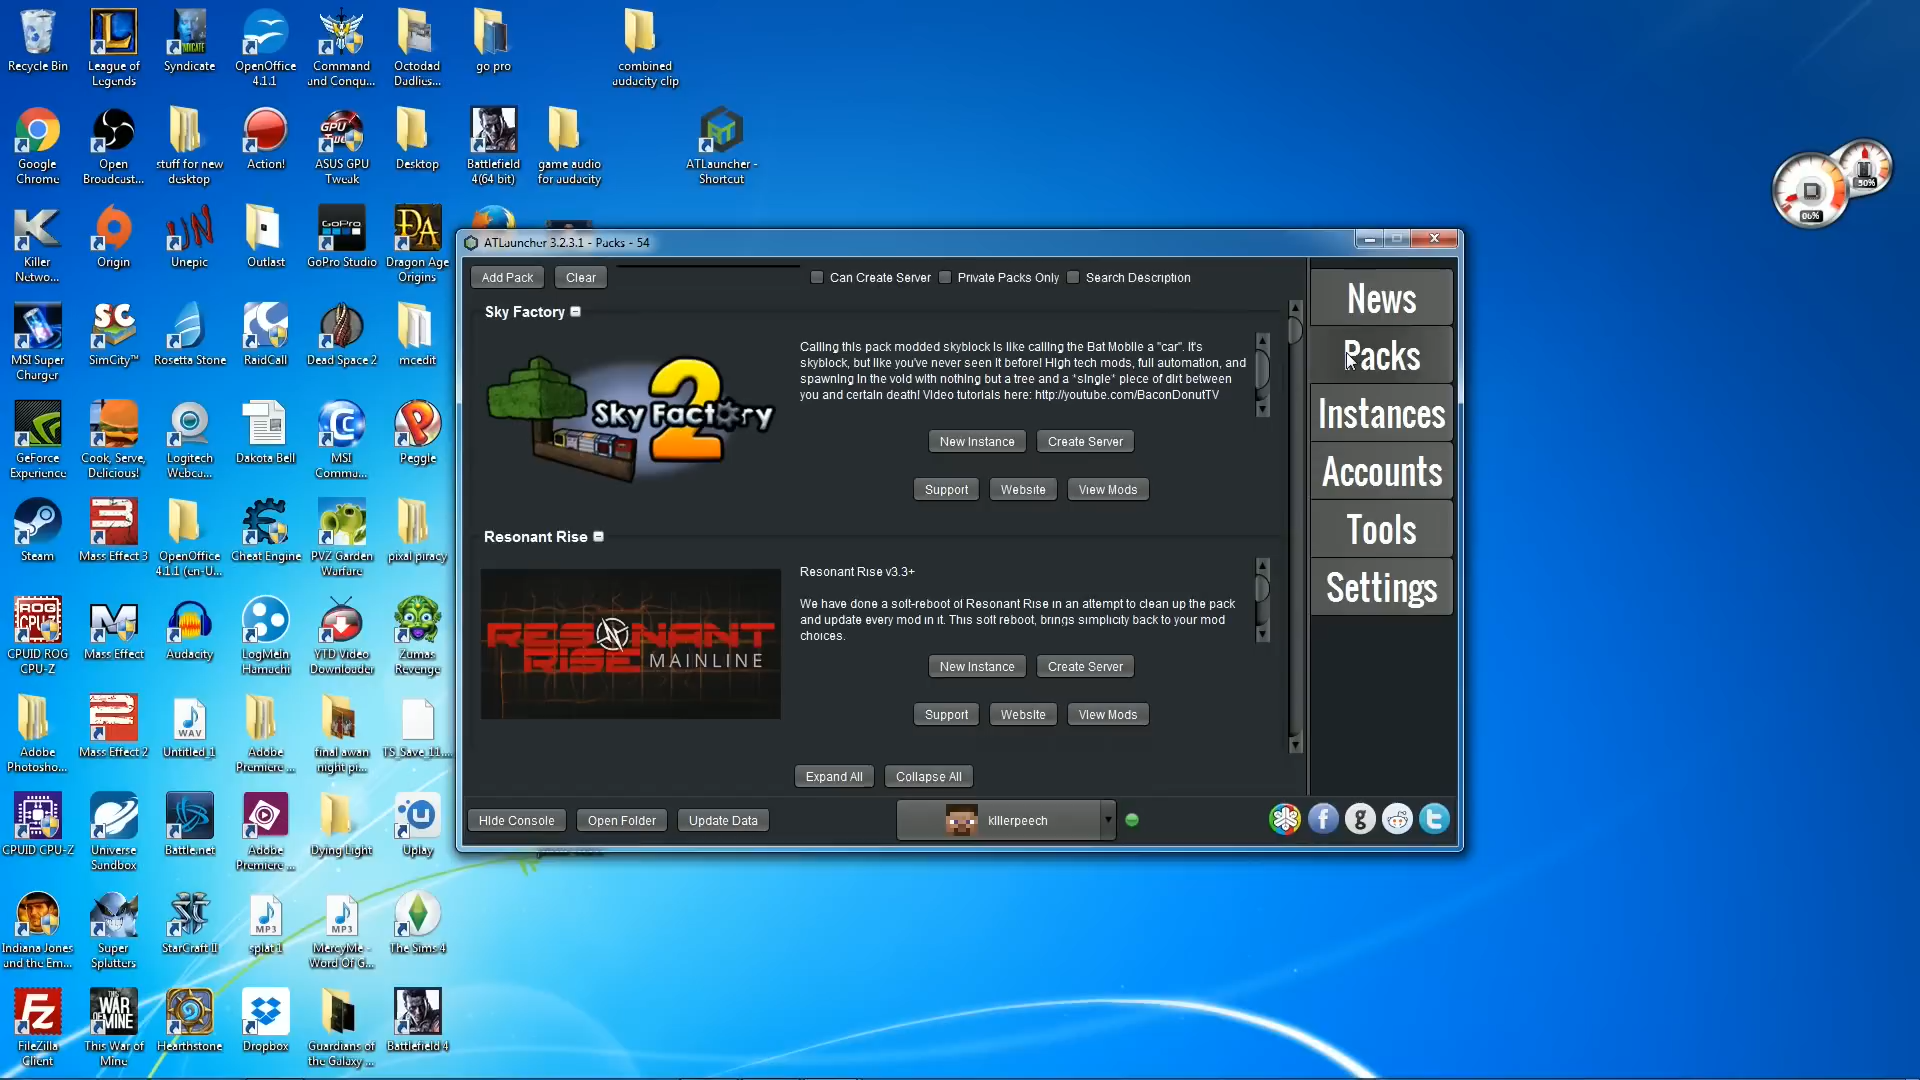 Recycle Bin
League of
Legends
Syndicate
OpenOffice
4.1.1
Command
and Conqu...
Octodad
Dadlies...
go pro
combined
audacity clip
Google
Chrome
Open
Broadcast...
stuff for new
desktop
Action!
ASUS GPU
Tweak
Desktop
Battlefield
4(64 bit)
game audio
for audacity
ATLauncher -
Shortcut
Killer
Netwo...
Origin
Unepic
Outlast
GoPro Studio
Dragon Age
Origins
MSI Super
Charger
SimCity™
Rosetta Stone
RaidCall
Dead Space 2
mcedit
GeForce
Experience
Cook, Serve,
Delicious!
Logitech
Webca...
Dakota Bell
MSI
Comma...
Peggle
Steam
Mass Effect 3
OpenOffice
4.1.1 (en-U...
Cheat Engine
PVZ Garden
Warfare
pixal piracy
CPUID ROG
CPU-Z
Mass Effect
Audacity
LogMeIn
Hamachi
YTD Video
Downloader
Zumas
Revenge
Adobe
Photosho...
Mass Effect 2
Untitled_1
Adobe
Premiere ...
final awan
night pi...
TS_Save_11....
CPUID CPU-Z
Universe
Sandbox
Battle.net
Adobe
Premiere ...
Dying Light
Uplay
Indiana Jones
and the Em...
Super
Splatters
StarCraft II
splat 1
MercyMe -
Word Of G...
The Sims 4
FileZilla
Client
This War of
Mine
Hearthstone
Dropbox
Guardians of
the Galaxy ...
Battlefield 4
ATLauncher 3.2.3.1 - Packs - 54
Add Pack
Clear
Can Create Server
Private Packs Only
Search Description
Sky Factory
Sky Factory
2
Calling this pack modded skyblock is like calling the Bat Mobile a "car". It's
skyblock, but like you've never seen it before! High tech mods, full automation, and
spawning in the void with nothing but a tree and a *single* piece of dirt between
you and certain death! Video tutorials here: http://youtube.com/BaconDonutTV
New Instance
Create Server
Support
Website
View Mods
Resonant Rise
RESONANT
RISE MAINLINE
Resonant Rise v3.3+
We have done a soft-reboot of Resonant Rise in an attempt to clean up the pack
and update every mod in it. This soft reboot, brings simplicity back to your mod
choices.
New Instance
Create Server
Support
Website
View Mods
Expand All
Collapse All
Hide Console
Open Folder
Update Data
killerpeech
News
Packs
Instances
Accounts
Tools
Settings
06%
50%